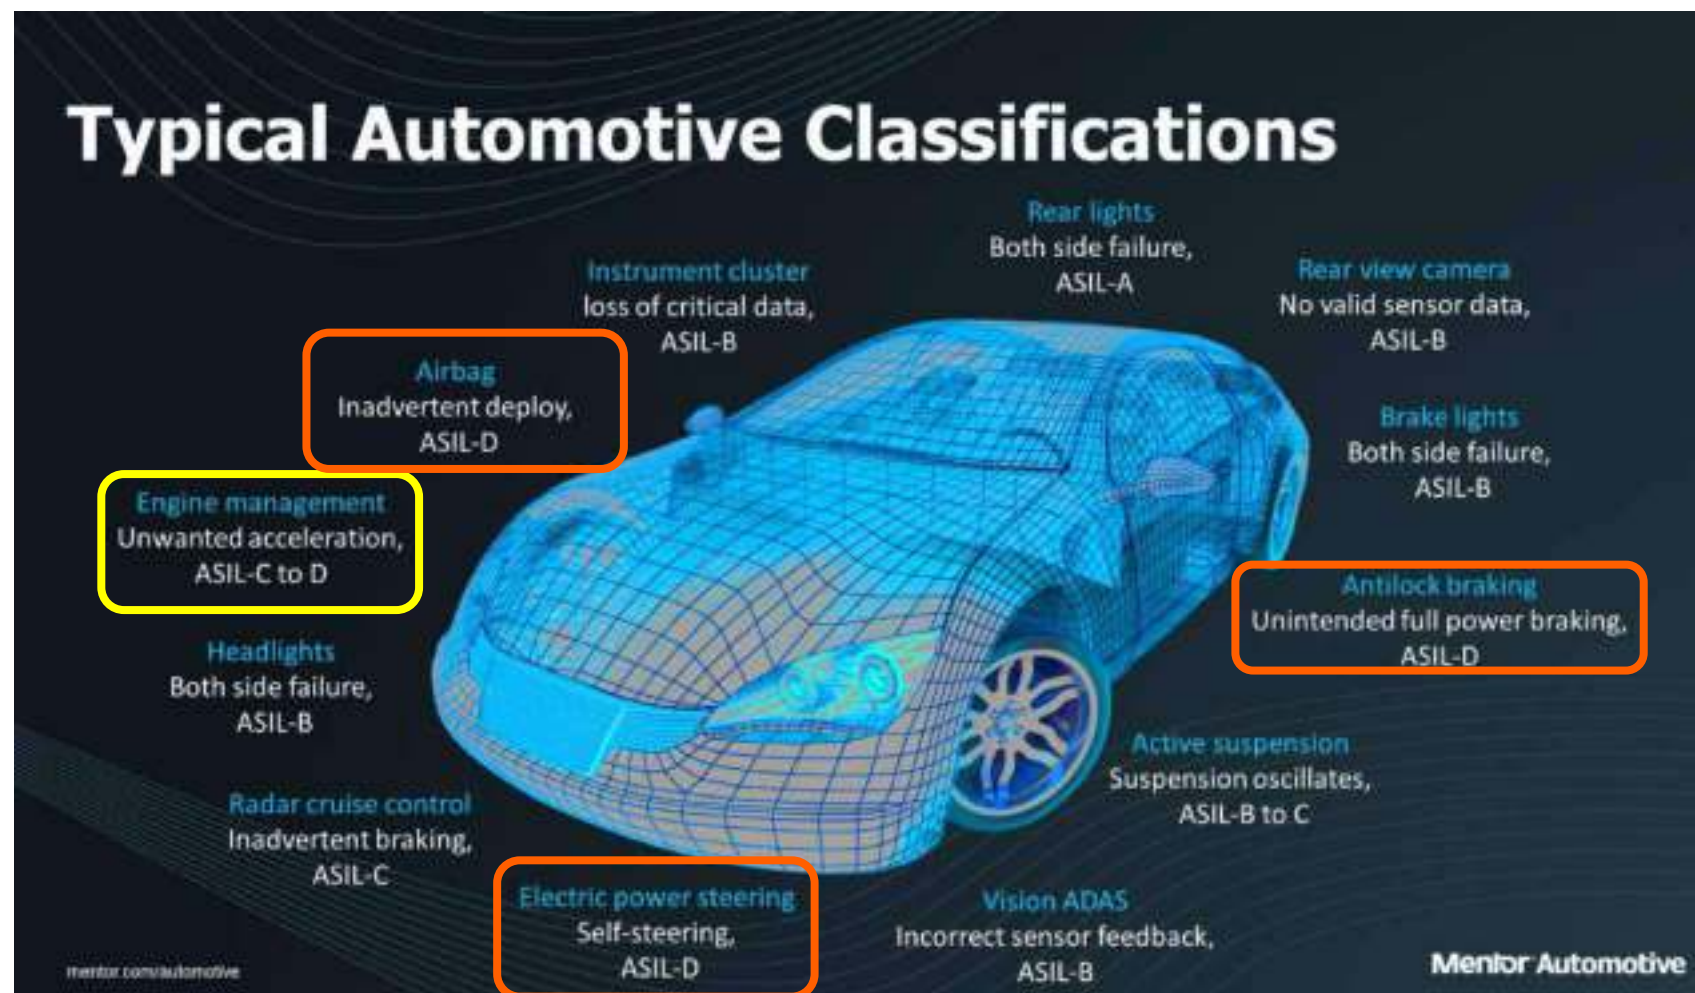 Typical Automotive Classifications
Rear lights
Both side failure,
ASIL-A
Instrument cluster
loss of critical data,
ASIL-B
Rear view camera
No valid sensor data,
ASIL-B
Airbag
Inadvertent deploy,
ASIL-D
Brake lights
Both side failure,
ASIL-B
Engine management
Unwanted acceleration,
ASIL-C to D
Antilock braking
Unintended full power braking,
ASIL-D
Headlights
Both side failure,
ASIL-B
Active suspension
Suspension oscillates,
ASIL-B to C
Radar cruise control
Inadvertent braking,
ASIL-C
Electric power steering
Self-steering,
ASIL-D
Vision ADAS
Incorrect sensor feedback,
ASIL-B
mentor.com/automotive
Mentor Automotive